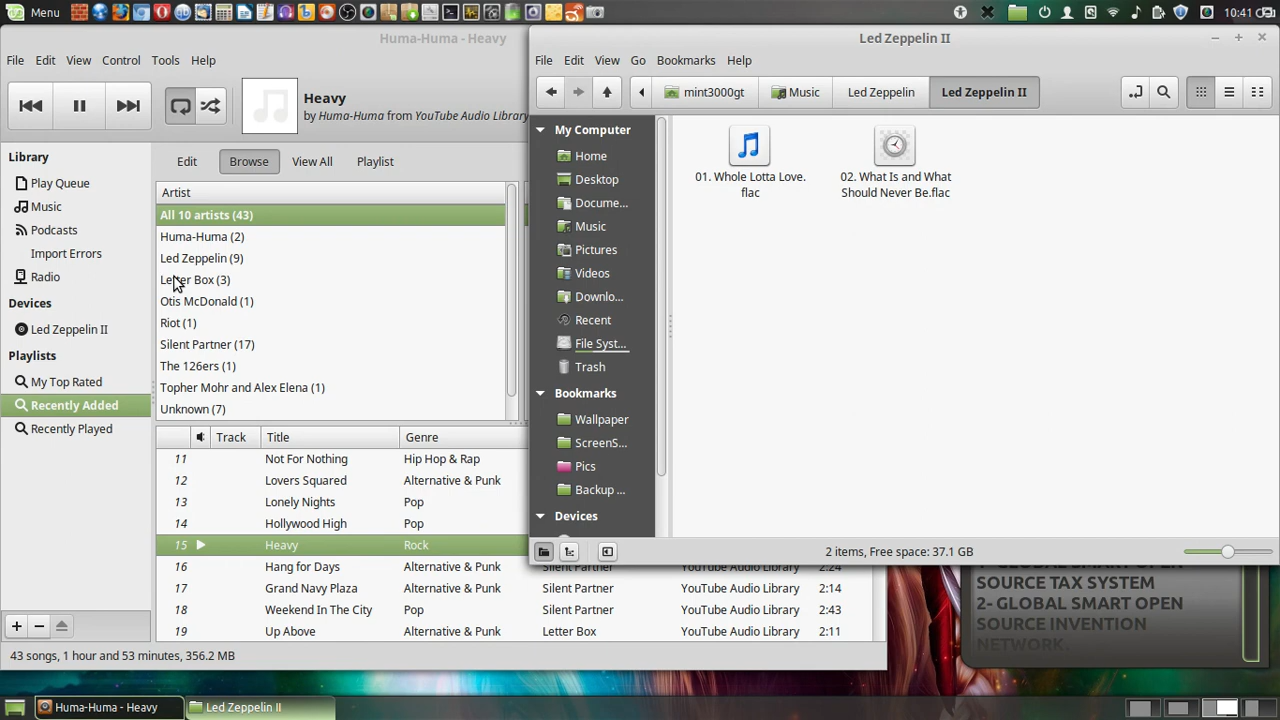 Menu
10:41
Huma-Huma - Heavy
File Edit View Control Tools Help
Heavy
by Huma-Huma from YouTube Audio Library
Library
Play Queue
Music
Podcasts
Import Errors
Radio
Devices
Led Zeppelin II
Playlists
My Top Rated
Recently Added
Recently Played
Edit Browse View All Playlist
Artist
All 10 artists (43)
Huma-Huma (2)
Led Zeppelin (9)
Letter Box (3)
Otis McDonald (1)
Riot (1)
Silent Partner (17)
The 126ers (1)
Topher Mohr and Alex Elena (1)
Unknown (7)
Track Title Genre
11 Not For Nothing Hip Hop & Rap
12 Lovers Squared Alternative & Punk
13 Lonely Nights Pop
14 Hollywood High Pop
15 Heavy Rock
16 Hang for Days Alternative & Punk Silent Partner YouTube Audio Library 2:24
17 Grand Navy Plaza Alternative & Punk Silent Partner YouTube Audio Library 2:14
18 Weekend In The City Pop Silent Partner YouTube Audio Library 2:43
19 Up Above Alternative & Punk Letter Box YouTube Audio Library 2:11
43 songs, 1 hour and 53 minutes, 356.2 MB
Led Zeppelin II
File Edit View Go Bookmarks Help
mint3000gt Music Led Zeppelin Led Zeppelin II
My Computer
Home
Desktop
Docume...
Music
Pictures
Videos
Downlo...
Recent
File Syst...
Trash
Bookmarks
Wallpaper
ScreenS...
Pics
Backup ...
Devices
01. Whole Lotta Love.
flac
02. What Is and What
Should Never Be.flac
2 items, Free space: 37.1 GB
SOURCE TAX SYSTEM
2- GLOBAL SMART OPEN
SOURCE INVENTION
NETWORK.
Huma-Huma - Heavy
Led Zeppelin II